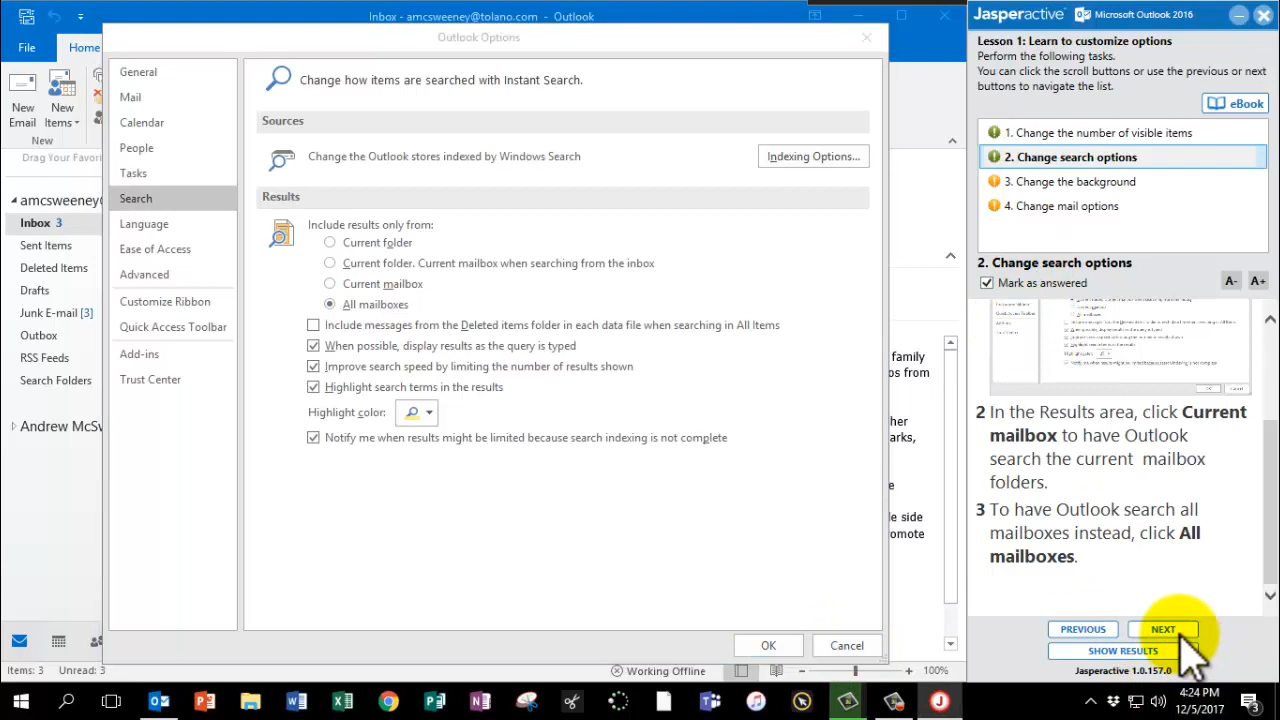 Inbox - amcsweeney@tolano.com - Outlook
File
Home
New
Email
New
Items
New
Drag Your Favori
amcsweeney@
Inbox 3
Sent Items
Deleted Items
Drafts
Junk E-mail [3]
Outbox
RSS Feeds
Search Folders
Andrew McSw
Items: 3 Unread: 3
Outlook Options
General
Mail
Calendar
People
Tasks
Search
Language
Ease of Access
Advanced
Customize Ribbon
Quick Access Toolbar
Add-ins
Trust Center
Change how items are searched with Instant Search.
Sources
Change the Outlook stores indexed by Windows Search
Indexing Options...
Results
Include results only from:
Current folder
Current folder. Current mailbox when searching from the inbox
Current mailbox
All mailboxes
Include messages from the Deleted items folder in each data file when searching in All Items
When possible, display results as the query is typed
Improve search speed by limiting the number of results shown
Highlight search terms in the results
Highlight color:
Notify me when results might be limited because search indexing is not complete
OK
Cancel
family
os from
her
arks,
e
le side
omote
Working Offline
100%
Jasperactive
Microsoft Outlook 2016
Lesson 1: Learn to customize options
Perform the following tasks.
You can click the scroll buttons or use the previous or next
buttons to navigate the list.
eBook
1. Change the number of visible items
2. Change search options
3. Change the background
4. Change mail options
2. Change search options
Mark as answered
A-
A+
2 In the Results area, click Current
mailbox to have Outlook
search the current mailbox
folders.
3 To have Outlook search all
mailboxes instead, click All
mailboxes.
PREVIOUS
NEXT
SHOW RESULTS
Jasperactive 1.0.157.0
4:24 PM
12/5/2017
3